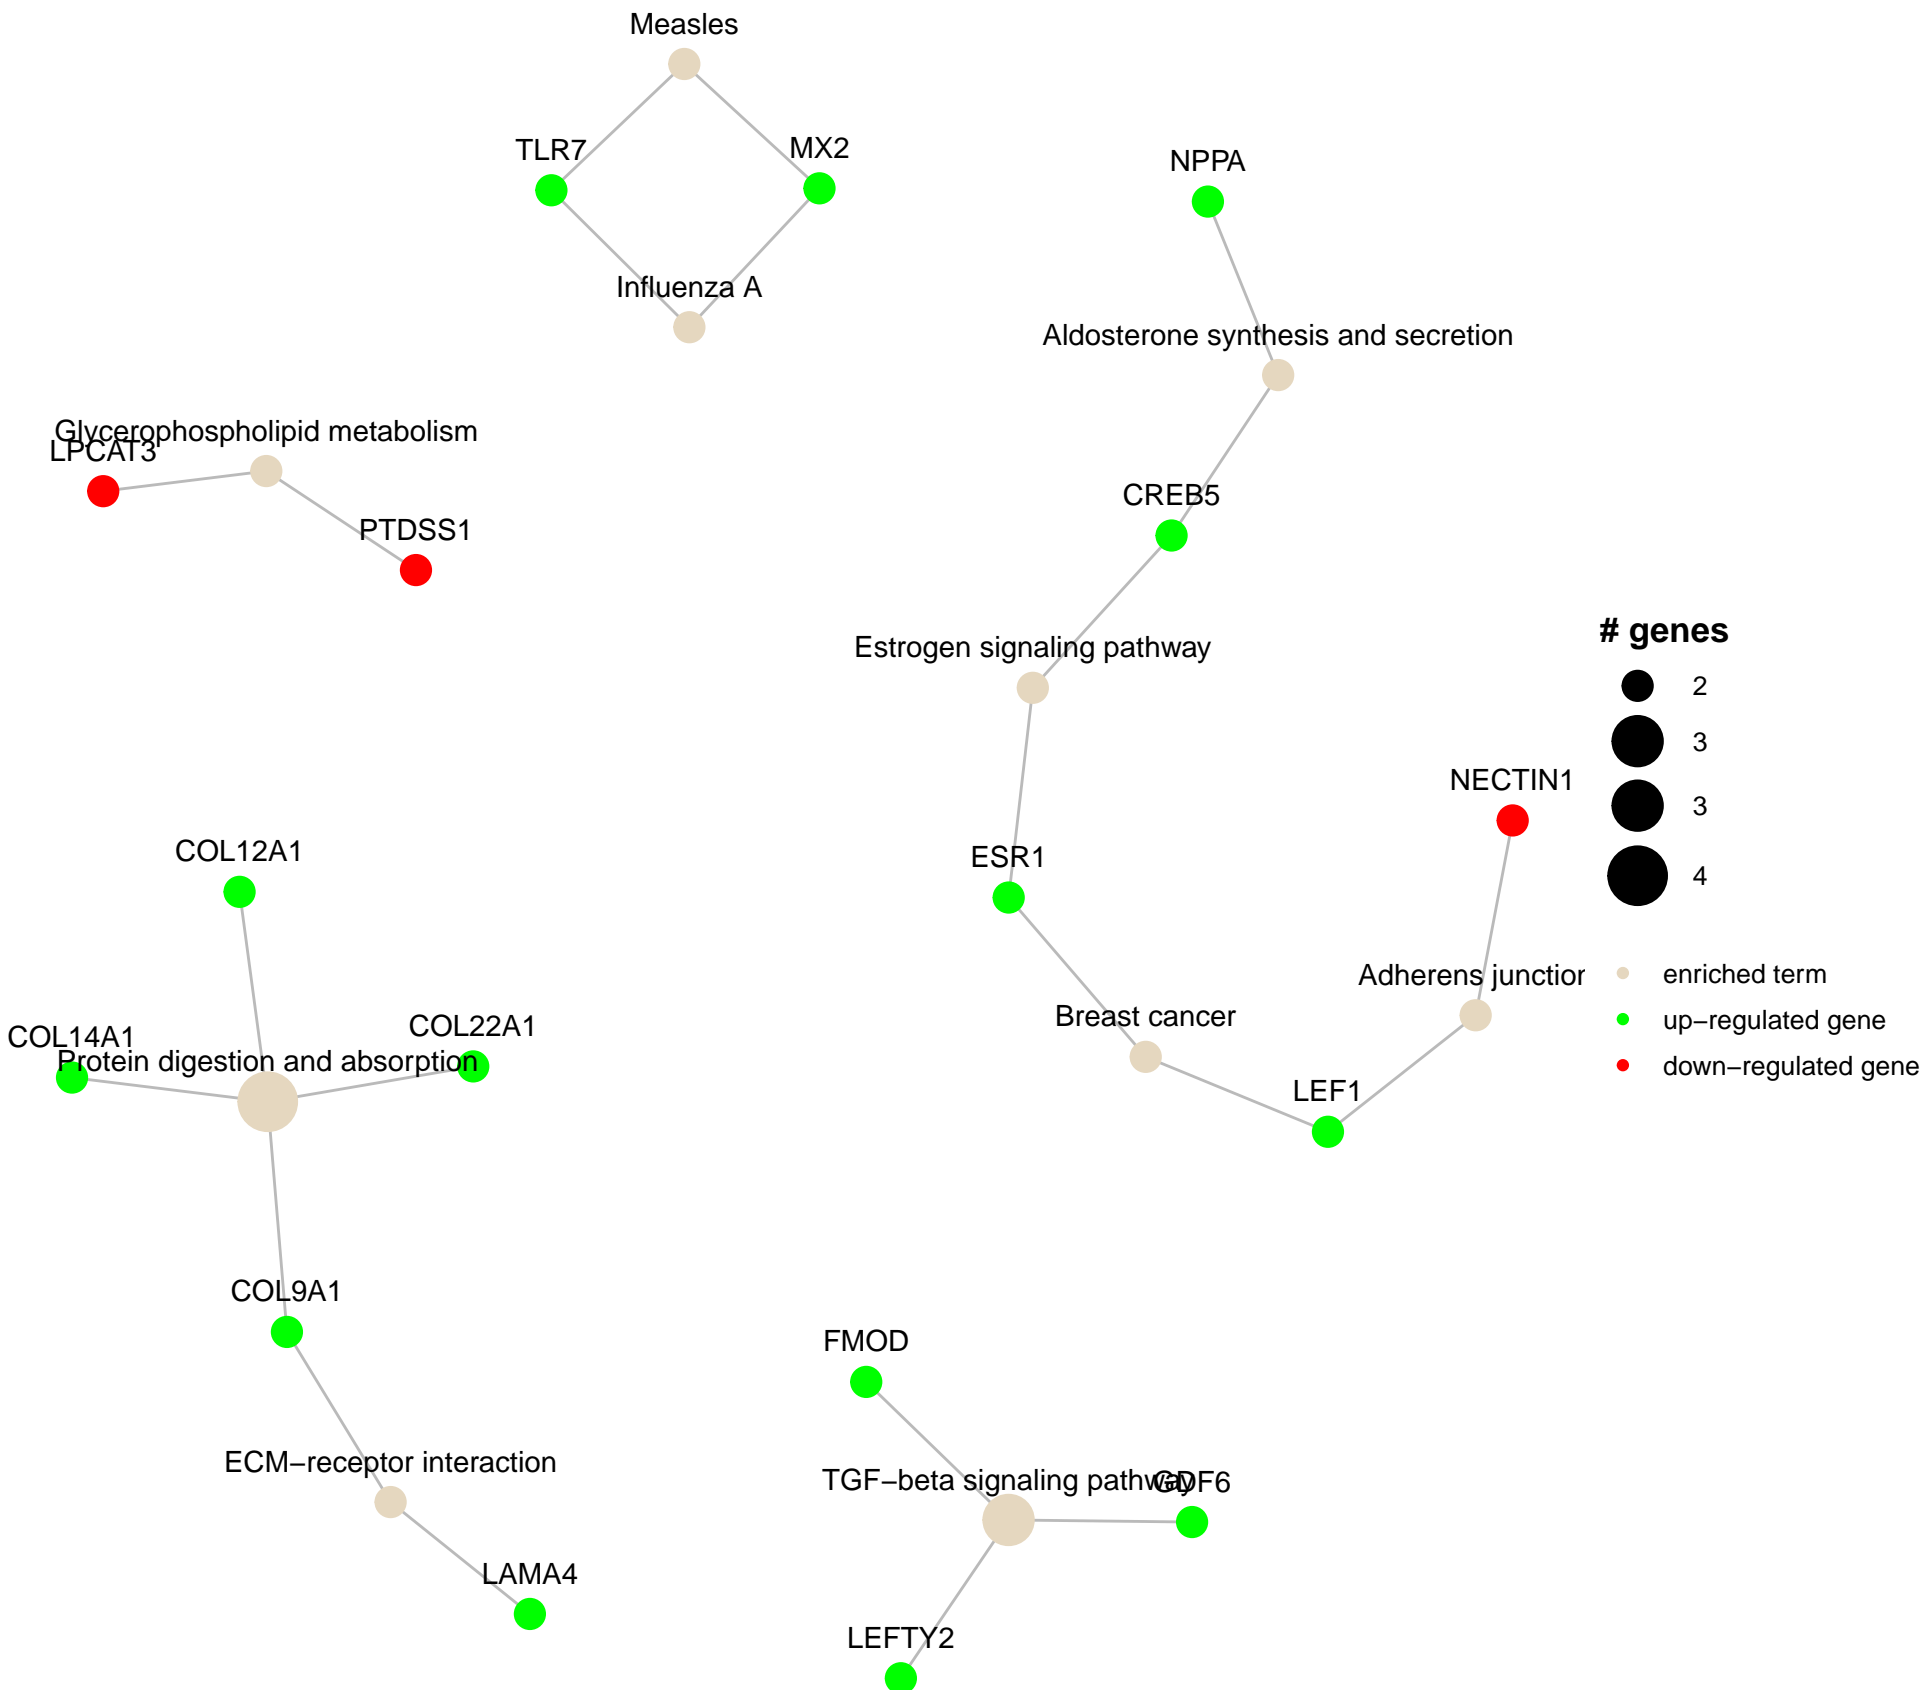 Measles
TLR7
MX2
NPPA
Influenza A
Aldosterone synthesis and secretion
Glycerophospholipid metabolism
LPCAT3
CREB5
PTDSS1
# genes
Estrogen signaling pathway
2
3
NECTIN1
3
COL12A1
ESR1
4
Adherens junction
enriched term
Breast cancer
up−regulated gene
COL22A1
COL14A1
Protein digestion and absorption
down−regulated gene
LEF1
COL9A1
FMOD
ECM−receptor interaction
TGF−beta signaling pathway
GDF6
LAMA4
LEFTY2